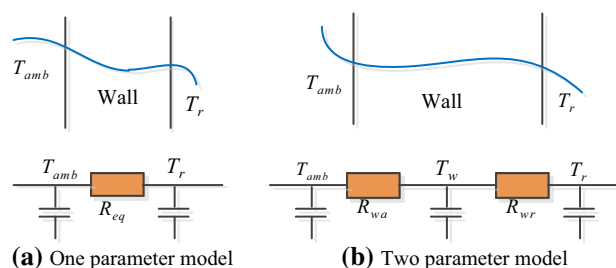 T_amb
Wall
T_r
T_amb
Wall
T_r
T_amb
T_r
R_eq
T_amb
T_w
T_r
R_wa
R_wr
(a) One parameter model
(b) Two parameter model